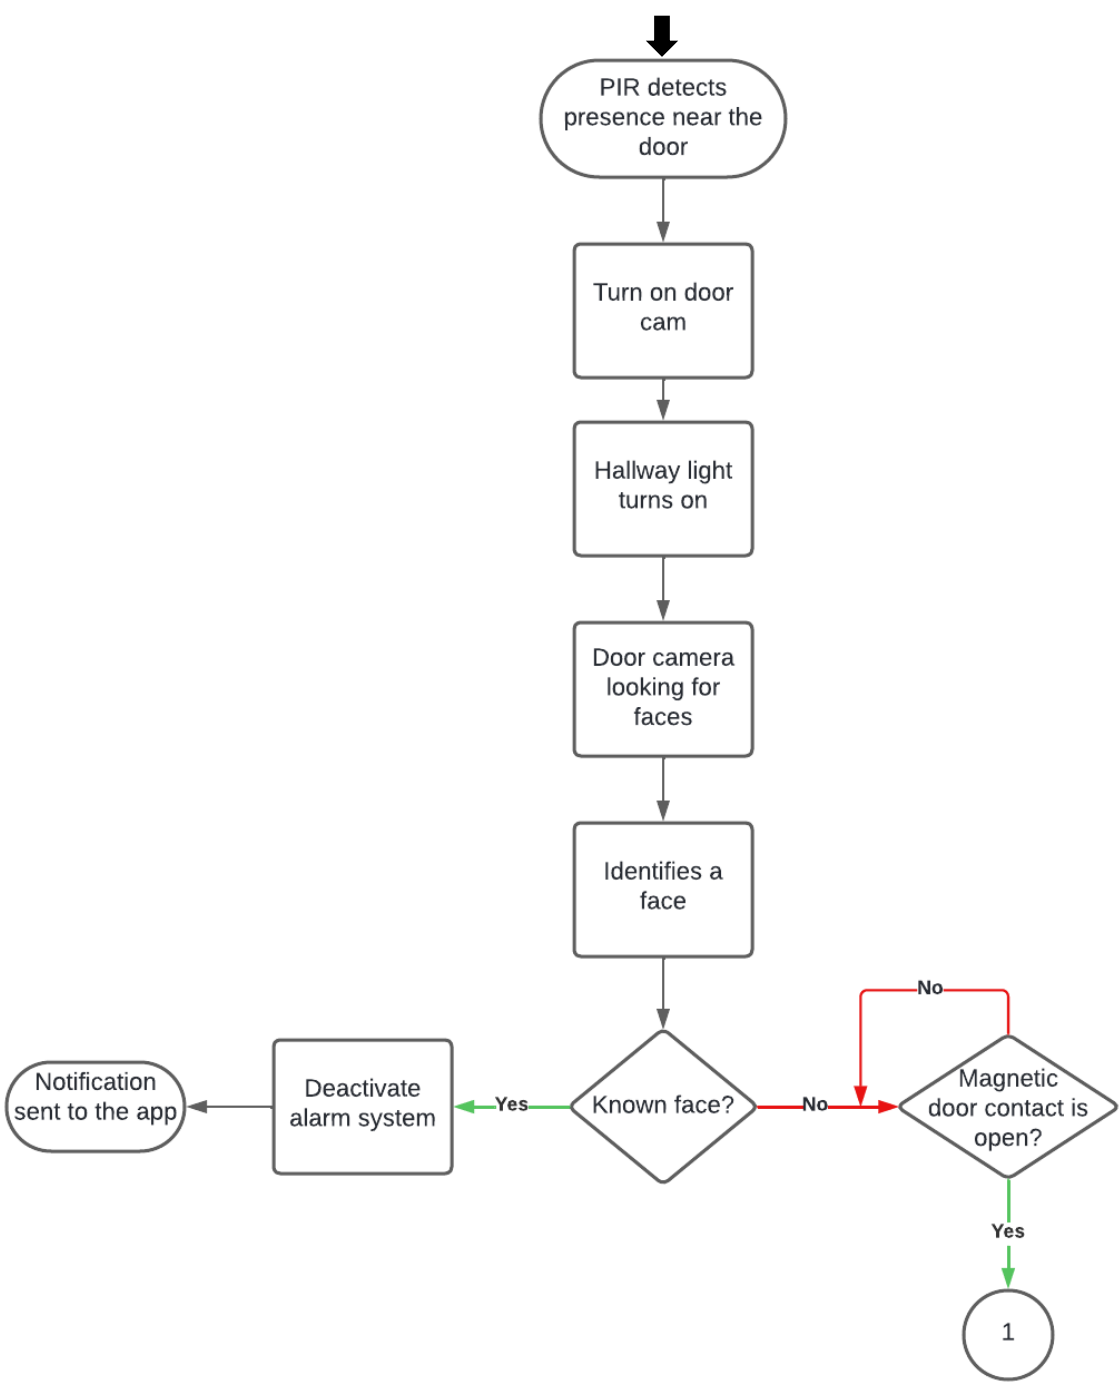 PIR detects
presence near the
door
Turn on door
cam
Hallway light
turns on
Door camera
looking for
faces
Identifies a
face
No
Notification
sent to the app
Deactivate
alarm system
Yes
Known face?
No
Magnetic
door contact is
open?
Yes
1